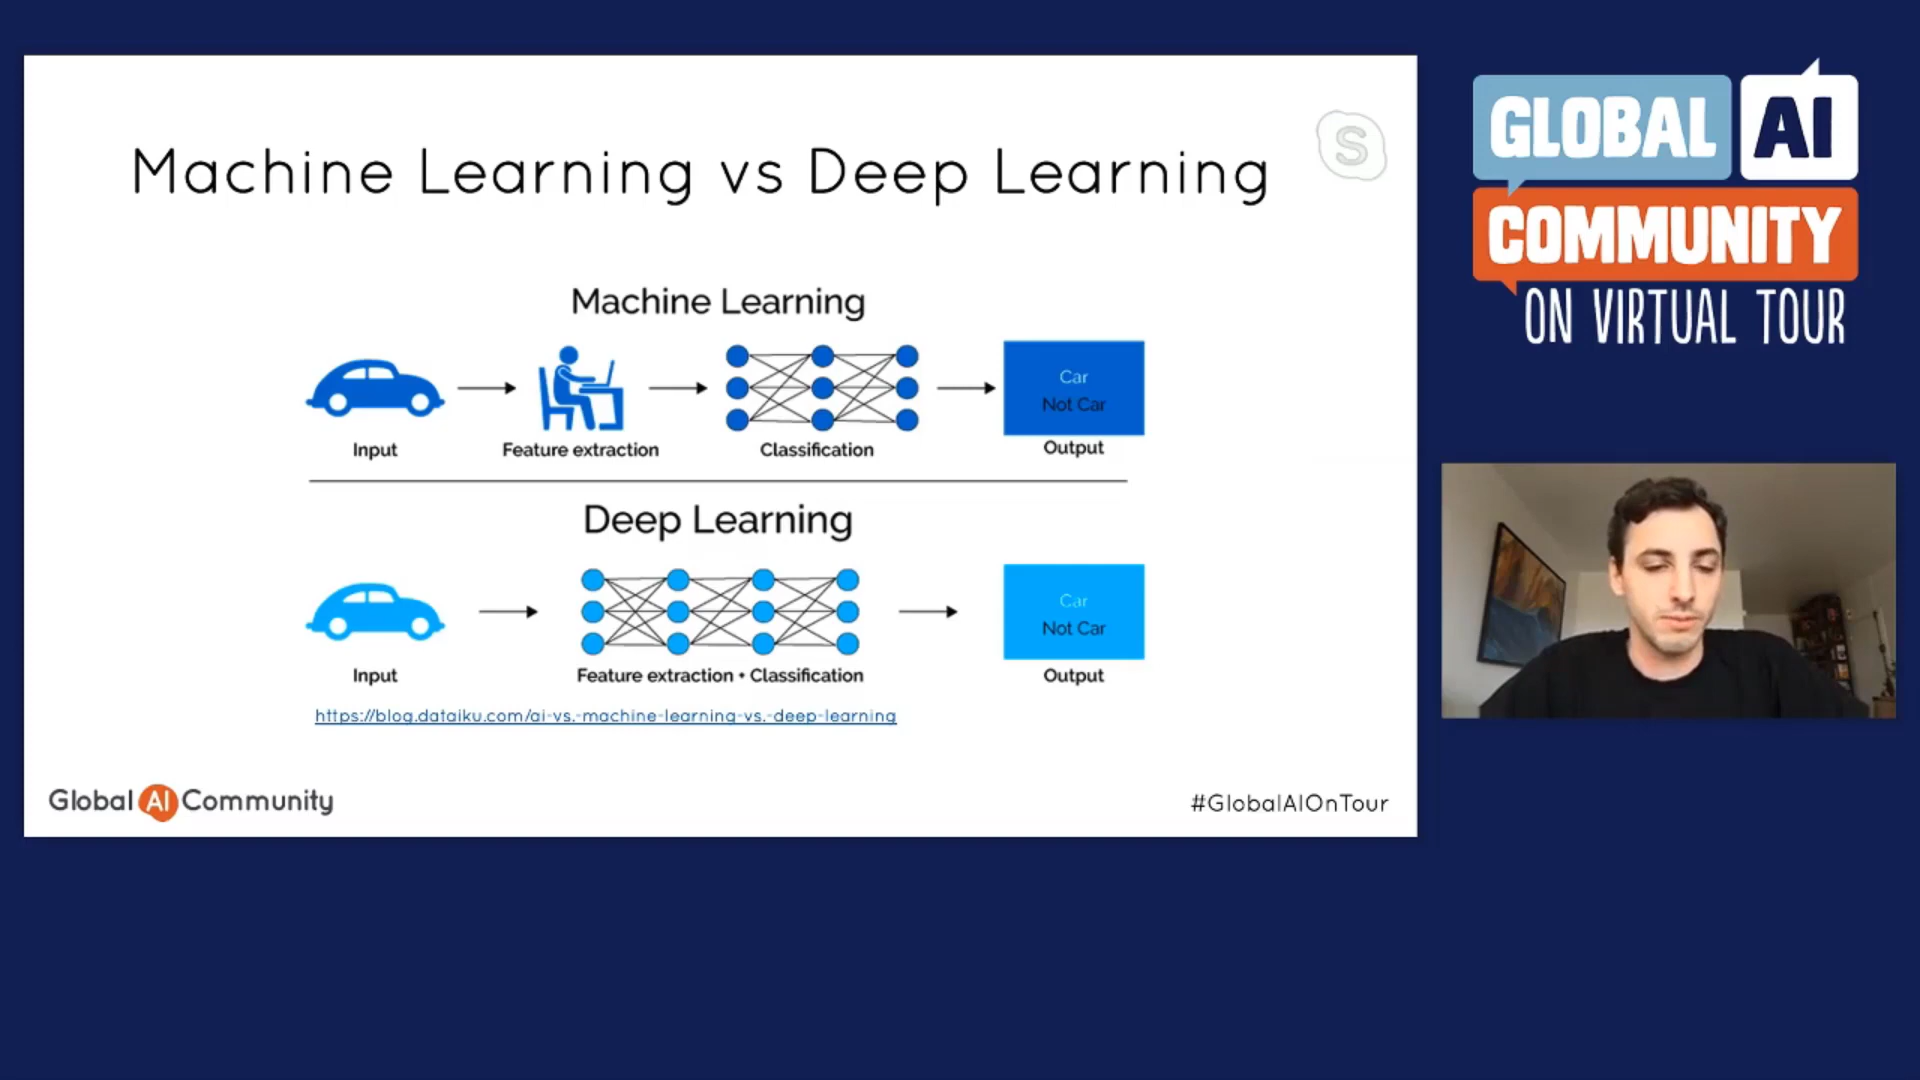 Machine Learning vs Deep Learning
S
Machine Learning
Car
Not Car
Input
Feature extraction
Classification
Output
Deep Learning
Car
Not Car
Input
Feature extraction + Classification
Output
https://blog.dataiku.com/ai-vs.-machine-learning-vs.-deep-learning
Global AI Community
#GlobalAIOnTour
GLOBAL AI
COMMUNITY
ON VIRTUAL TOUR